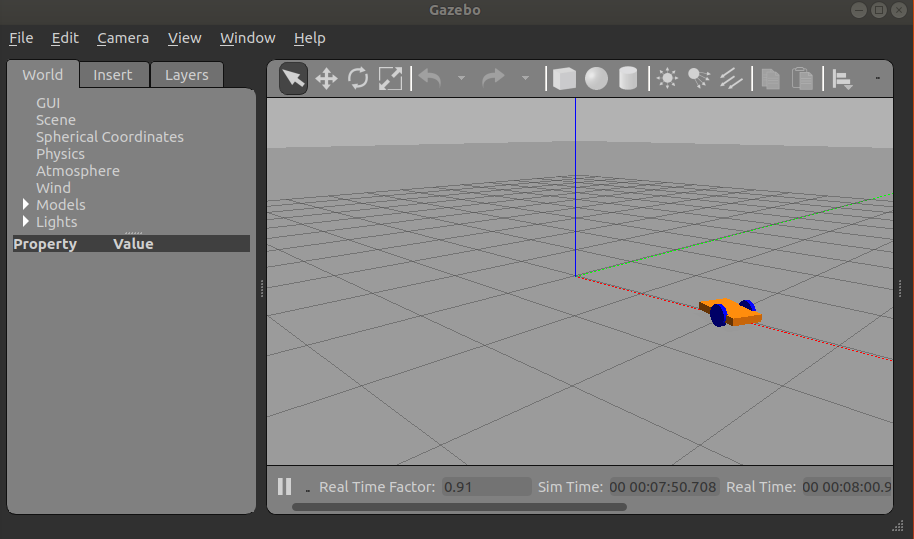 Gazebo
File Edit Camera View Window Help
World Insert Layers
GUI
Scene
Spherical Coordinates
Physics
Atmosphere
Wind
Models
Lights
Property Value
Real Time Factor: 0.91 Sim Time: 00 00:07:50.708 Real Time: 00 00:08:00.9